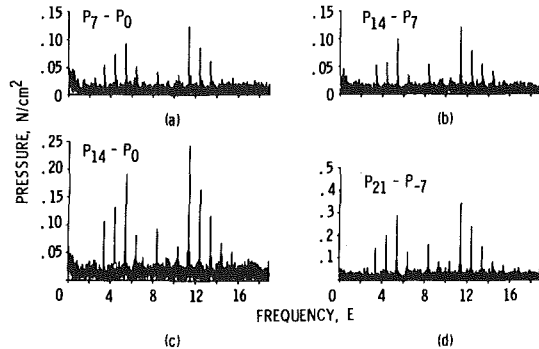 P7 - P0
.15
.10
.05
0
(a)
P14 - P7
.15
.10
.05
0
(b)
PRESSURE, N/cm²
P14 - P0
.25
.20
.15
.10
.05
0 4 8 12 16
(c)
P21 - P-7
.5
.4
.3
.2
.1
0 4 8 12 16
(d)
FREQUENCY, E